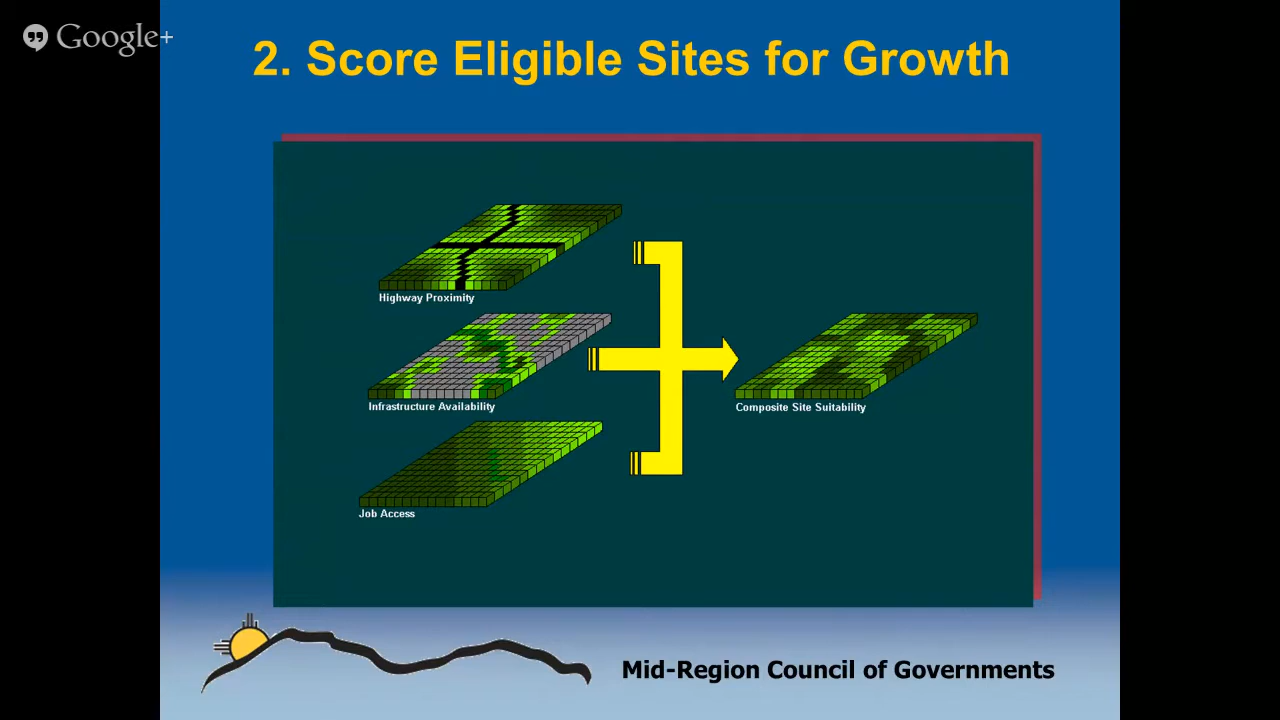 Google+
2. Score Eligible Sites for Growth
Highway Proximity
Infrastructure Availability
Composite Site Suitability
Job Access
Mid-Region Council of Governments